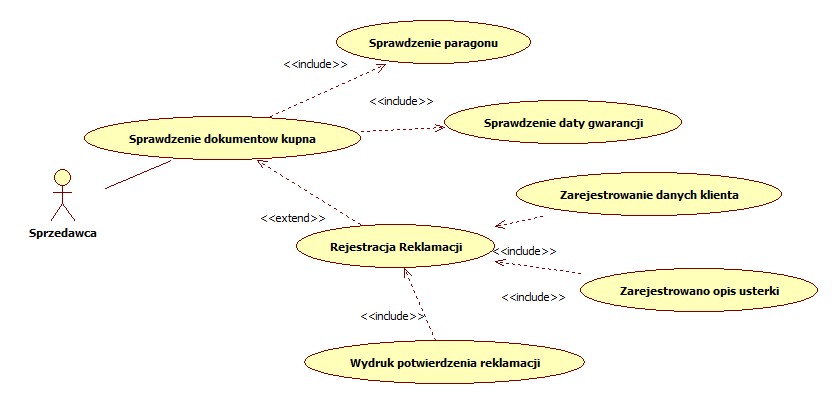 Sprawdzenie paragonu
<<include>>
<<include>>
Sprawdzenie daty gwarancji
Sprawdzenie dokumentow kupna
Zarejestrowanie danych klienta
<<extend>>
Sprzedawca
Rejestracja Reklamacji
<<include>>
Zarejestrowano opis usterki
<<include>>
<<include>>
Wydruk potwierdzenia reklamacji